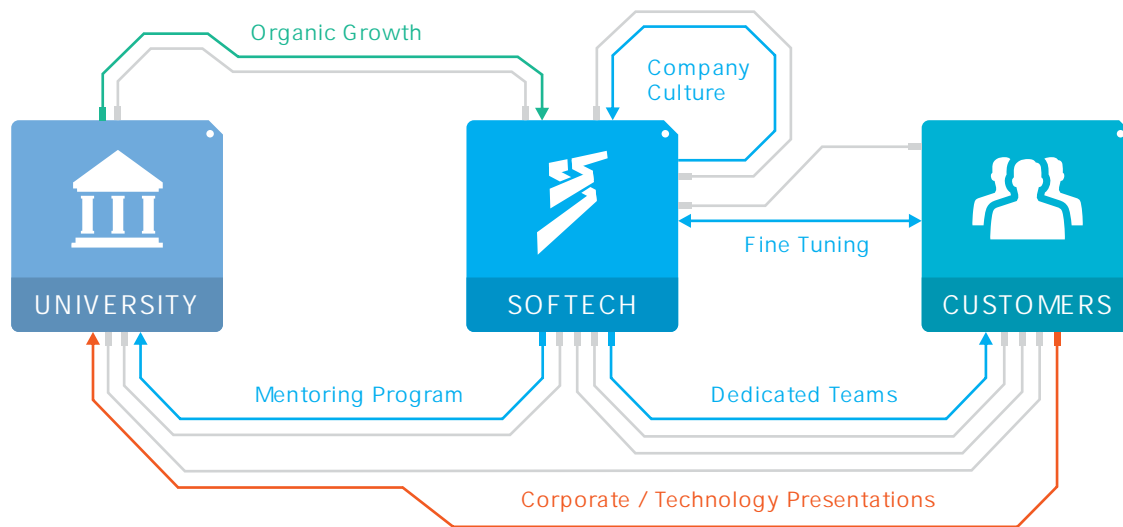 Organic Growth
Company
Culture
Fine Tuning
UNIVERSITY
SOFTECH
CUSTOMERS
Mentoring Program
Dedicated Teams
Corporate / Technology Presentations